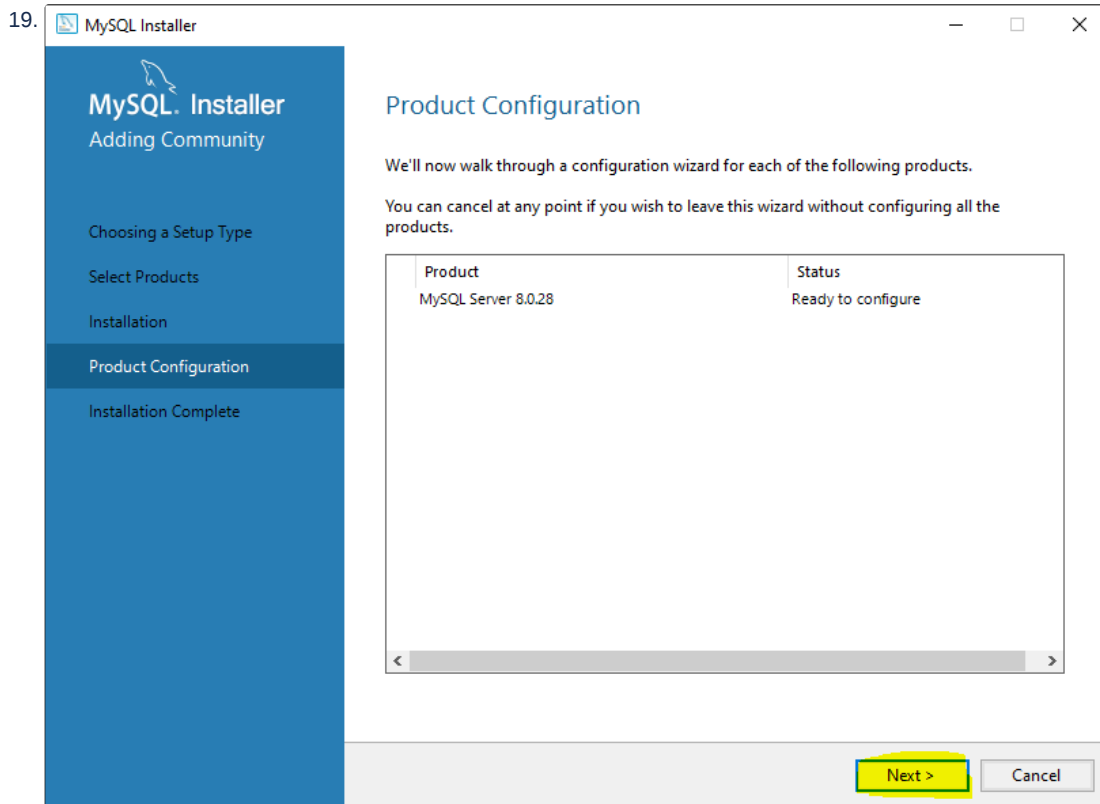 19.
MySQL Installer
MySQL. Installer
Adding Community
Choosing a Setup Type
Select Products
Installation
Product Configuration
Installation Complete
Product Configuration
We'll now walk through a configuration wizard for each of the following products.
You can cancel at any point if you wish to leave this wizard without configuring all the
products.
Product Status
MySQL Server 8.0.28 Ready to configure
Next > Cancel